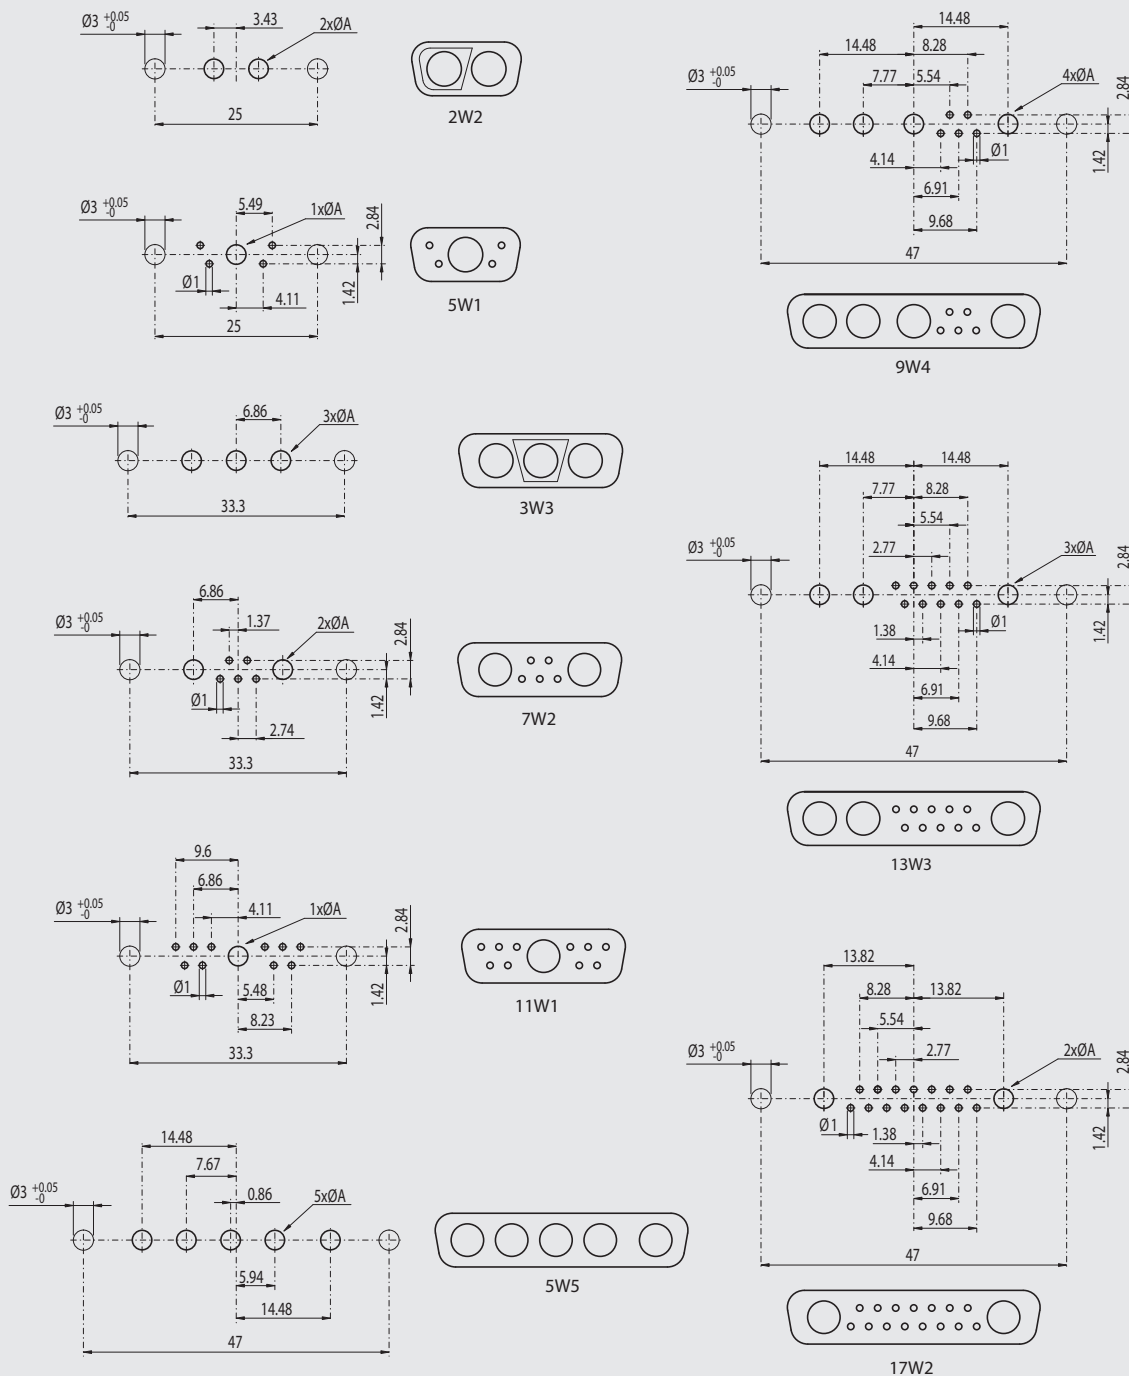 Ø3 +0.05 -0
3.43
2xØA
25
2W2
Ø3 +0.05 -0
5.49
1xØA
2.84
Ø1
4.11
1.42
25
5W1
Ø3 +0.05 -0
6.86
3xØA
33.3
3W3
6.86
Ø3 +0.05 -0
1.37
2xØA
2.84
Ø1
2.74
1.42
33.3
7W2
9.6
6.86
Ø3 +0.05 -0
4.11
1xØA
2.84
Ø1
5.48
1.42
8.23
33.3
11W1
14.48
7.67
Ø3 +0.05 -0
0.86
5xØA
5.94
14.48
47
5W5
14.48
14.48
8.28
Ø3 +0.05 -0
7.77
5.54
4xØA
2.84
4.14
Ø1
1.42
6.91
9.68
47
9W4
14.48
14.48
7.77
8.28
5.54
Ø3 +0.05 -0
2.77
3xØA
2.84
Ø1
1.38
1.42
4.14
6.91
9.68
47
13W3
13.82
8.28
13.82
5.54
Ø3 +0.05 -0
2.77
2xØA
2.84
Ø1
1.38
1.42
4.14
6.91
9.68
47
17W2